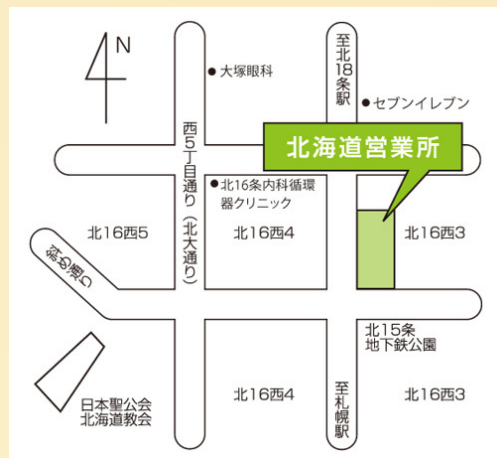 N
大塚眼科
至北18条駅
セブンイレブン
北海道営業所
西5丁目通り（北大通り）
北16条内科循環
器クリニック
北16西5
北16西4
北16西3
斜め通り
北15条
地下鉄公園
日本聖公会
北海道教会
北16西4
至札幌駅
北16西3